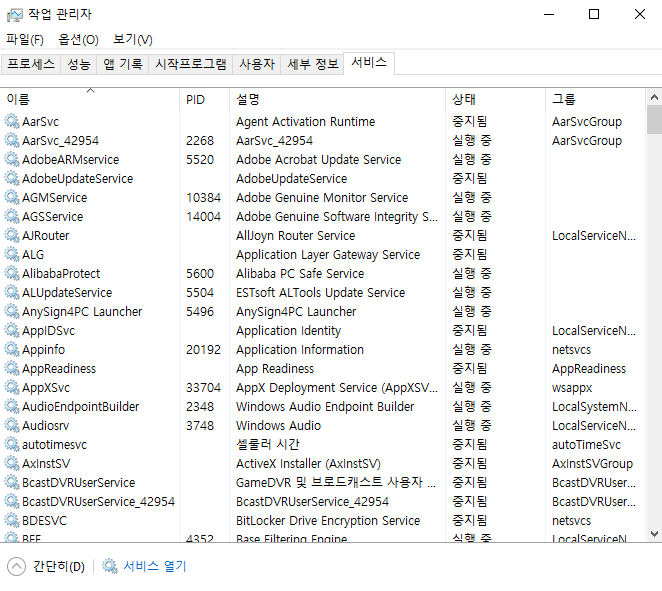 작업 관리자
파일(F) 옵션(O) 보기(V)
프로세스 성능 앱 기록 시작프로그램 사용자 세부 정보 서비스
이름 PID 설명 상태 그룹
AarSvc Agent Activation Runtime 중지됨 AarSvcGroup
AarSvc_42954 2268 AarSvc_42954 실행 중 AarSvcGroup
AdobeARMservice 5520 Adobe Acrobat Update Service 실행 중
AdobeUpdateService AdobeUpdateService 중지됨
AGMService 10384 Adobe Genuine Monitor Service 실행 중
AGSService 14004 Adobe Genuine Software Integrity S... 실행 중
AJRouter AllJoyn Router Service 중지됨 LocalServiceN...
ALG Application Layer Gateway Service 중지됨
AlibabaProtect 5600 Alibaba PC Safe Service 실행 중
ALUpdateService 5504 ESTsoft ALTools Update Service 실행 중
AnySign4PC Launcher 5496 AnySign4PC Launcher 실행 중
AppIDSvc Application Identity 중지됨 LocalServiceN...
Appinfo 20192 Application Information 실행 중 netsvcs
AppReadiness App Readiness 중지됨 AppReadiness
AppXSvc 33704 AppX Deployment Service (AppXSV... 실행 중 wsappx
AudioEndpointBuilder 2348 Windows Audio Endpoint Builder 실행 중 LocalSystemN...
Audiosrv 3748 Windows Audio 실행 중 LocalServiceN...
autotimesvc 셀룰러 시간 중지됨 autoTimeSvc
AxInstSV ActiveX Installer (AxInstSV) 중지됨 AxInstSVGroup
BcastDVRUserService GameDVR 및 브로드캐스트 사용자 ... 중지됨 BcastDVRUser...
BcastDVRUserService_42954 BcastDVRUserService_42954 중지됨 BcastDVRUser...
BDESVC BitLocker Drive Encryption Service 중지됨 netsvcs
BFE 4352 Base Filtering Engine 실행 중 LocalServiceN...
간단히(D) 서비스 열기